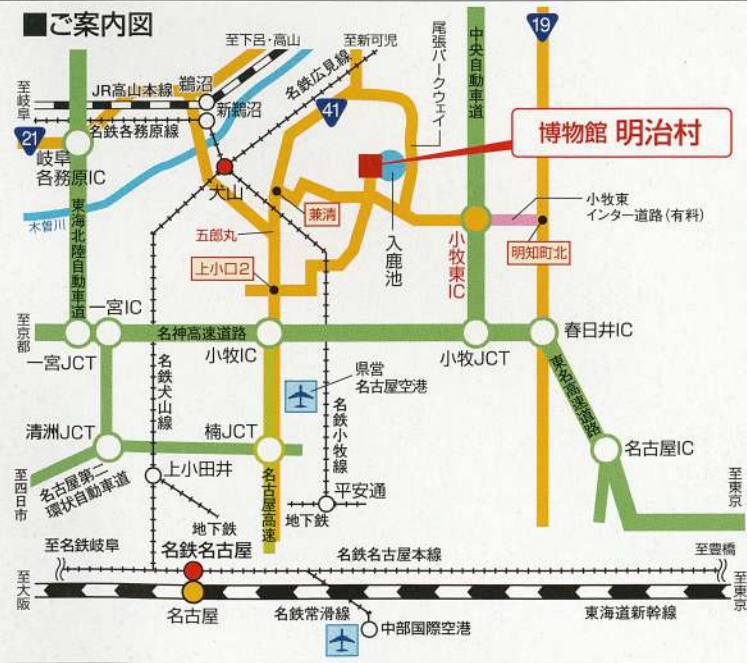 ■ご案内図
至下呂・高山
至新可児
尾張パークウェイ
中央自動車道
19
至岐阜
JR高山本線
鵜沼
新鵜沼
名鉄広見線
41
21
名鉄各務原線
博物館 明治村
岐阜
各務原IC
犬山
木曽川
東海北陸自動車道
兼清
五郎丸
入鹿池
小牧東
インター道路(有料)
小牧東IC
明知町北
上小口2
一宮IC
至京都
名神高速道路
一宮JCT
小牧IC
小牧JCT
春日井IC
名鉄犬山線
県営
名古屋空港
東名高速道路
名鉄小牧線
清洲JCT
楠JCT
名古屋IC
至四日市
名古屋第二
環状自動車道
上小田井
名古屋高速
平安通
至東京
地下鉄
地下鉄
至名鉄岐阜
名鉄名古屋
名鉄名古屋本線
至豊橋
至大阪
至東京
名古屋
名鉄常滑線
東海道新幹線
中部国際空港